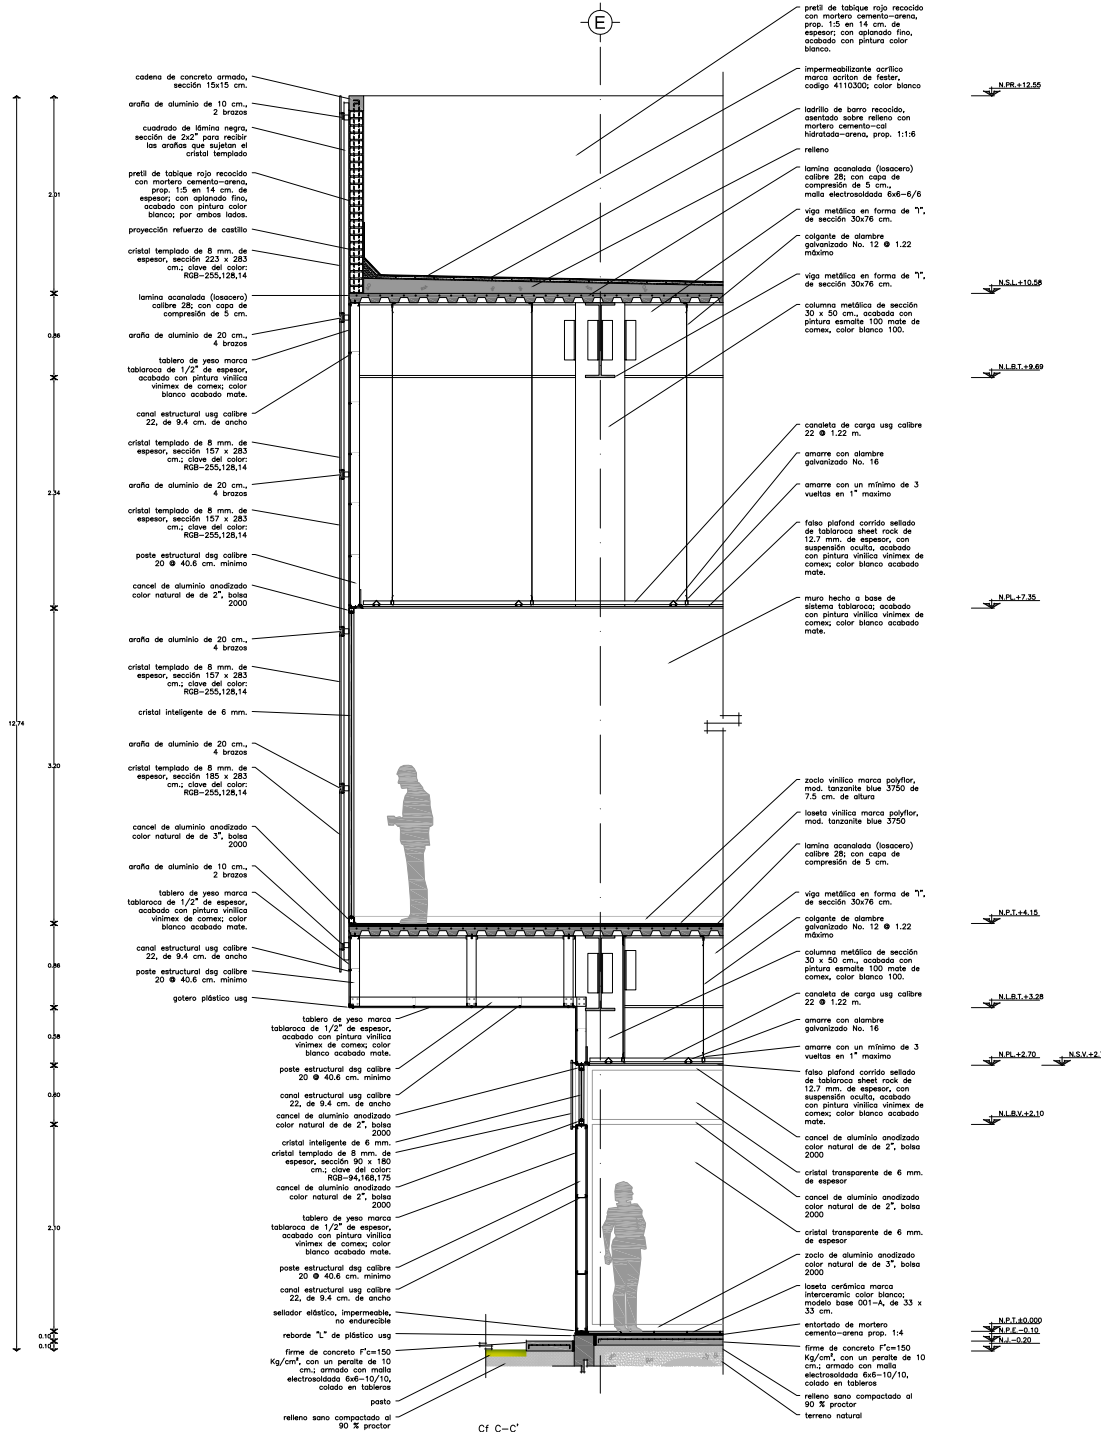 E
cadena de concreto armado,
sección 15x15 cm.
araña de aluminio de 10 cm.,
2 brazos
cuadrado de lámina negra,
sección de 2x2" para recibir
las arañas que sujetan el
cristal templado
pretil de tabique rojo recocido
con mortero cemento-arena,
prop. 1:5 en 14 cm. de
espesor; con aplanado fino,
acabado con pintura color
blanco; por ambos lados.
proyección refuerzo de castillo
cristal templado de 8 mm. de
espesor, sección 223 x 283
cm.; clave del color:
RGB-255,128,14
lamina acanalada (losacero)
calibre 28; con capa de
compresión de 5 cm.
araña de aluminio de 20 cm.,
4 brazos
tablero de yeso marca
tablaroca de 1/2" de espesor,
acabado con pintura vinílica
vinimex de comex; color
blanco acabado mate.
canal estructural usg calibre
22, de 9.4 cm. de ancho
cristal templado de 8 mm. de
espesor, sección 157 x 283
cm.; clave del color:
RGB-255,128,14
araña de aluminio de 20 cm.,
4 brazos
cristal templado de 8 mm. de
espesor, sección 157 x 283
cm.; clave del color:
RGB-255,128,14
poste estructural dsg calibre
20 @ 40.6 cm. minimo
cancel de aluminio anodizado
color natural de de 2", bolsa
2000
araña de aluminio de 20 cm.,
4 brazos
cristal templado de 8 mm. de
espesor, sección 157 x 283
cm.; clave del color:
RGB-255,128,14
cristal inteligente de 6 mm.
araña de aluminio de 20 cm.,
4 brazos
cristal templado de 8 mm. de
espesor, sección 185 x 283
cm.; clave del color:
RGB-255,128,14
cancel de aluminio anodizado
color natural de de 3", bolsa
2000
araña de aluminio de 10 cm.,
2 brazos
tablero de yeso marca
tablaroca de 1/2" de espesor,
acabado con pintura vinílica
vinimex de comex; color
blanco acabado mate.
canal estructural usg calibre
22, de 9.4 cm. de ancho
poste estructural dsg calibre
20 @ 40.6 cm. minimo
gotero plástico usg
tablero de yeso marca
tablaroca de 1/2" de espesor,
acabado con pintura vinílica
vinimex de comex; color
blanco acabado mate.
poste estructural dsg calibre
20 @ 40.6 cm. minimo
canal estructural usg calibre
22, de 9.4 cm. de ancho
cancel de aluminio anodizado
color natural de de 2", bolsa
2000
cristal inteligente de 6 mm.
cristal templado de 8 mm. de
espesor, sección 90 x 180
cm.; clave del color:
RGB-94,168,175
cancel de aluminio anodizado
color natural de 2", bolsa
2000
tablero de yeso marca
tablaroca de 1/2" de espesor,
acabado con pintura vinílica
vinimex de comex; color
blanco acabado mate.
poste estructural dsg calibre
20 @ 40.6 cm. minimo
canal estructural usg calibre
22, de 9.4 cm. de ancho
sellador elástico, impermeable,
no endurecible
reborde "L" de plástico usg
firme de concreto F'c=150
Kg/cm², con un peralte de 10
cm.; armado con malla
electrosoldada 6x6-10/10,
colado en tableros
pasto
relleno sano compactado al
90 % proctor
pretil de tabique rojo recocido
con mortero cemento-arena,
prop. 1:5 en 14 cm. de
espesor; con aplanado fino,
acabado con pintura color
blanco.
impermeabilizante acrílico
marca acriton de fester,
codigo 4110300; color blanco
ladrillo de barro recocido,
asentado sobre relleno con
mortero cemento-cal
hidratada-arena, prop. 1:1:6
relleno
lamina acanalada (losacero)
calibre 28; con capa de
compresión de 5 cm.,
malla electrosoldada 6x6-6/6
viga metálica en forma de "I",
de sección 30x76 cm.
colgante de alambre
galvanizado No. 12 @ 1.22
máximo
viga metálica en forma de "I",
de sección 30x76 cm.
columna metálica de sección
30 x 50 cm., acabada con
pintura esmalte 100 mate de
comex, color blanco 100.
canaleta de carga usg calibre
22 @ 1.22 m.
amarre con alambre
galvanizado No. 16
amarre con un mínimo de 3
vueltas en 1" maximo
falso plafond corrido sellado
de tablaroca sheet rock de
12.7 mm. de espesor, con
suspensión oculta, acabado
con pintura vinílica vinimex de
comex; color blanco acabado
mate.
muro hecho a base de
sistema tablaroca; acabado
con pintura vinílica vinimex de
comex; color blanco acabado
mate.
zoclo vinílico marca polyflor,
mod. tanzanite blue 3750 de
7.5 cm. de altura
loseta vinílica marca polyflor,
mod. tanzanite blue 3750
lamina acanalada (losacero)
calibre 28; con capa de
compresión de 5 cm.
viga metálica en forma de "I",
de sección 30x76 cm.
colgante de alambre
galvanizado No. 12 @ 1.22
máximo
columna metálica de sección
30 x 50 cm., acabada con
pintura esmalte 100 mate de
comex, color blanco 100.
canaleta de carga usg calibre
22 @ 1.22 m.
amarre con alambre
galvanizado No. 16
amarre con un mínimo de 3
vueltas en 1" maximo
falso plafond corrido sellado
de tablaroca sheet rock de
12.7 mm. de espesor, con
suspensión oculta, acabado
con pintura vinílica vinimex de
comex; color blanco acabado
mate.
cancel de aluminio anodizado
color natural de de 2", bolsa
2000
cristal transparente de 6 mm.
de espesor
cancel de aluminio anodizado
color natural de de 2", bolsa
2000
cristal transparente de 6 mm.
de espesor
zoclo de aluminio anodizado
color natural de de 3", bolsa
2000
loseta cerámica marca
interceramic color blanco;
modelo base 001-A, de 33 x
33 cm.
entortado de mortero
cemento-arena prop. 1:4
firme de concreto F'c=150
Kg/cm², con un peralte de 10
cm.; armado con malla
electrosoldada 6x6-10/10,
colado en tableros
relleno sano compactado al
90 % proctor
terreno natural
N.PR.+12.55
N.S.L.+10.58
N.L.B.T.+9.69
N.PL.+7.35
N.P.T.+4.15
N.L.B.T.+3.28
N.PL.+2.70
N.S.V.+2.
N.L.B.V.+2.10
N.P.T.±0.000
N.P.E.-0.10
N.J.-0.20
12.74
2.01
0.86
2.34
3.20
0.86
0.58
0.60
2.10
0.10
0.10
Cf C-C'